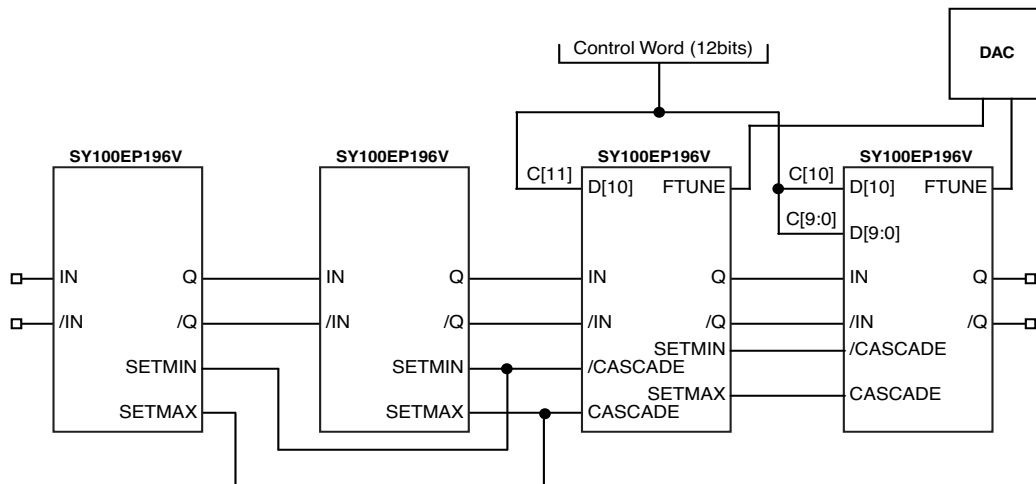 Control Word (12bits)
DAC
SY100EP196V
SY100EP196V
SY100EP196V
SY100EP196V
C[11]
D[10]
FTUNE
C[10]
D[10]
FTUNE
C[9:0]
D[9:0]
IN
Q
IN
Q
IN
Q
IN
Q
/IN
/Q
/IN
/Q
/IN
/Q
/IN
/Q
SETMIN
/CASCADE
SETMIN
SETMIN
/CASCADE
SETMAX
CASCADE
SETMAX
SETMAX
CASCADE